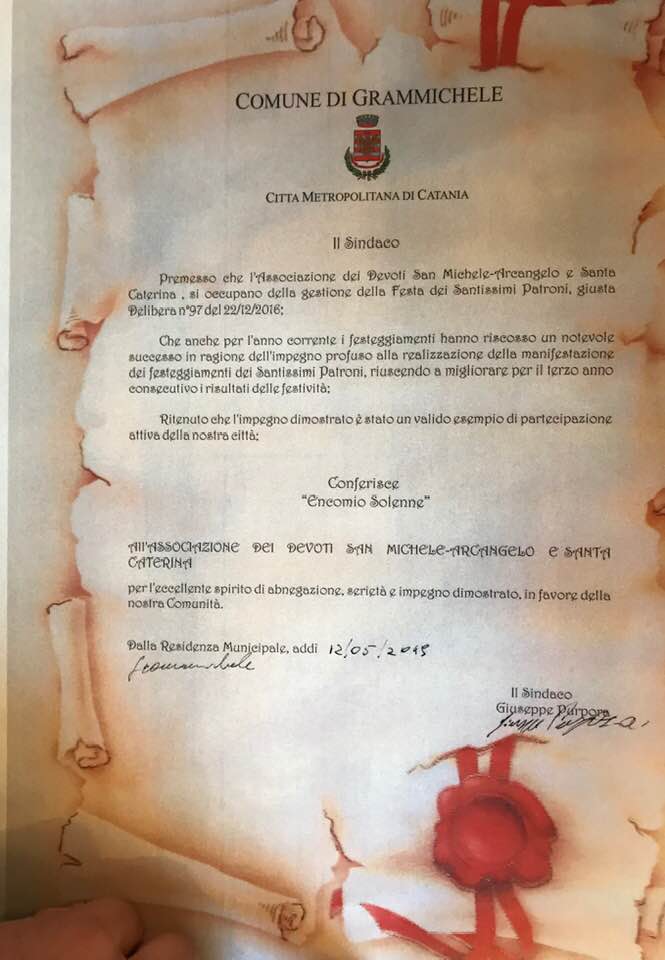 COMUNE DI GRAMMICHELE
CITTA METROPOLITANA DI CATANIA
Il Sindaco
Premesso che l'Associazione dei Devoti San Michele-Arcangelo e Santa
Caterina , si occupano della gestione della Festa dei Santissimi Patroni, giusta
Delibera n°97 del 22/12/2016;
Che anche per l'anno corrente i festeggiamenti hanno riscosso un notevole
successo in ragione dell'impegno profuso alla realizzazione della manifestazione
dei festeggiamenti dei Santissimi Patroni, riuscendo a migliorare per il terzo anno
consecutivo i risultati delle festività;
Ritenuto che l'impegno dimostrato è stato un valido esempio di partecipazione
attiva della nostra città;
Conferisce
"Encomio Solenne"
All'ASSOCIAZIONE DEI DEVOTI SAN MICHELE-ARCANGELO E SANTA
CATERINA
per l'eccellente spirito di abnegazione, serietà e impegno dimostrato, in favore della
nostra Comunità.
Dalla Residenza Municipale, addi 12/05/2019
Grammichele
Il Sindaco
Giuseppe Purpora